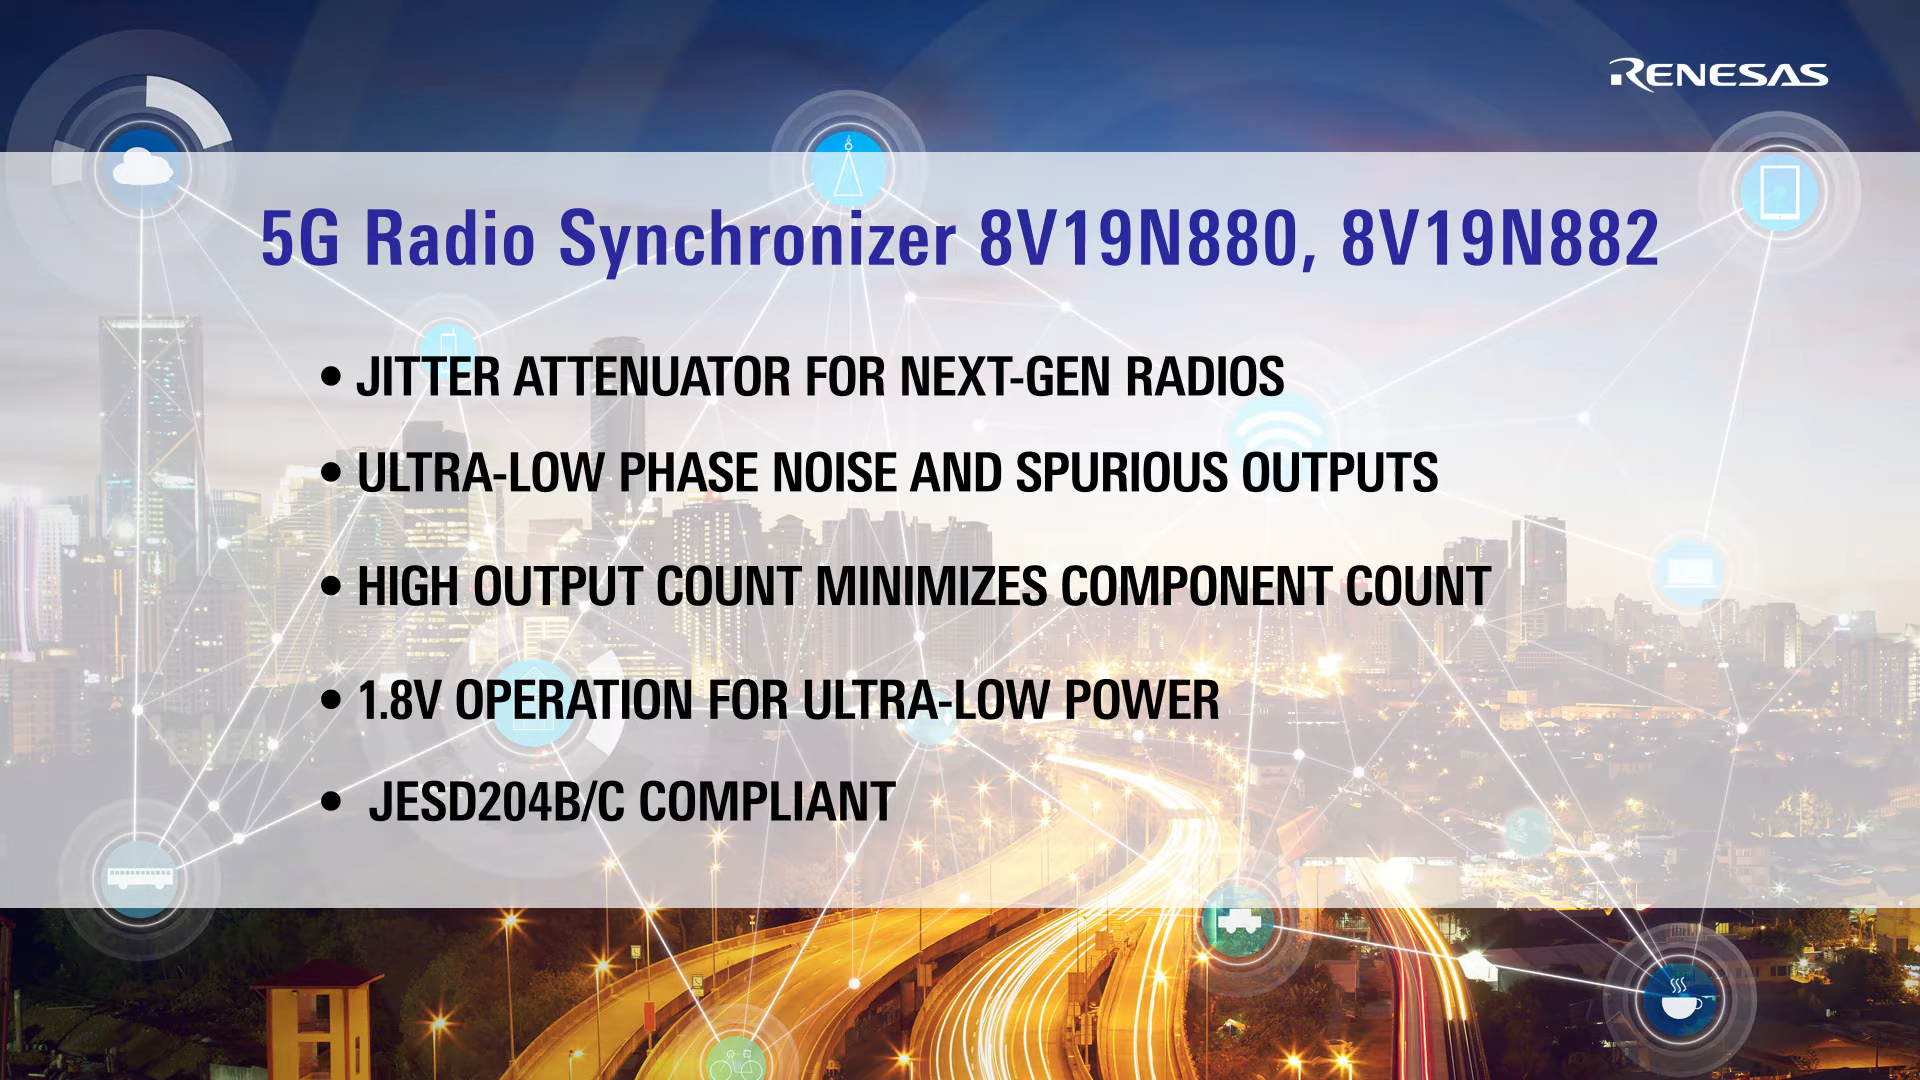 RENESAS
5G Radio Synchronizer 8V19N880, 8V19N882
• JITTER ATTENUATOR FOR NEXT-GEN RADIOS
• ULTRA-LOW PHASE NOISE AND SPURIOUS OUTPUTS
• HIGH OUTPUT COUNT MINIMIZES COMPONENT COUNT
• 1.8V OPERATION FOR ULTRA-LOW POWER
• JESD204B/C COMPLIANT